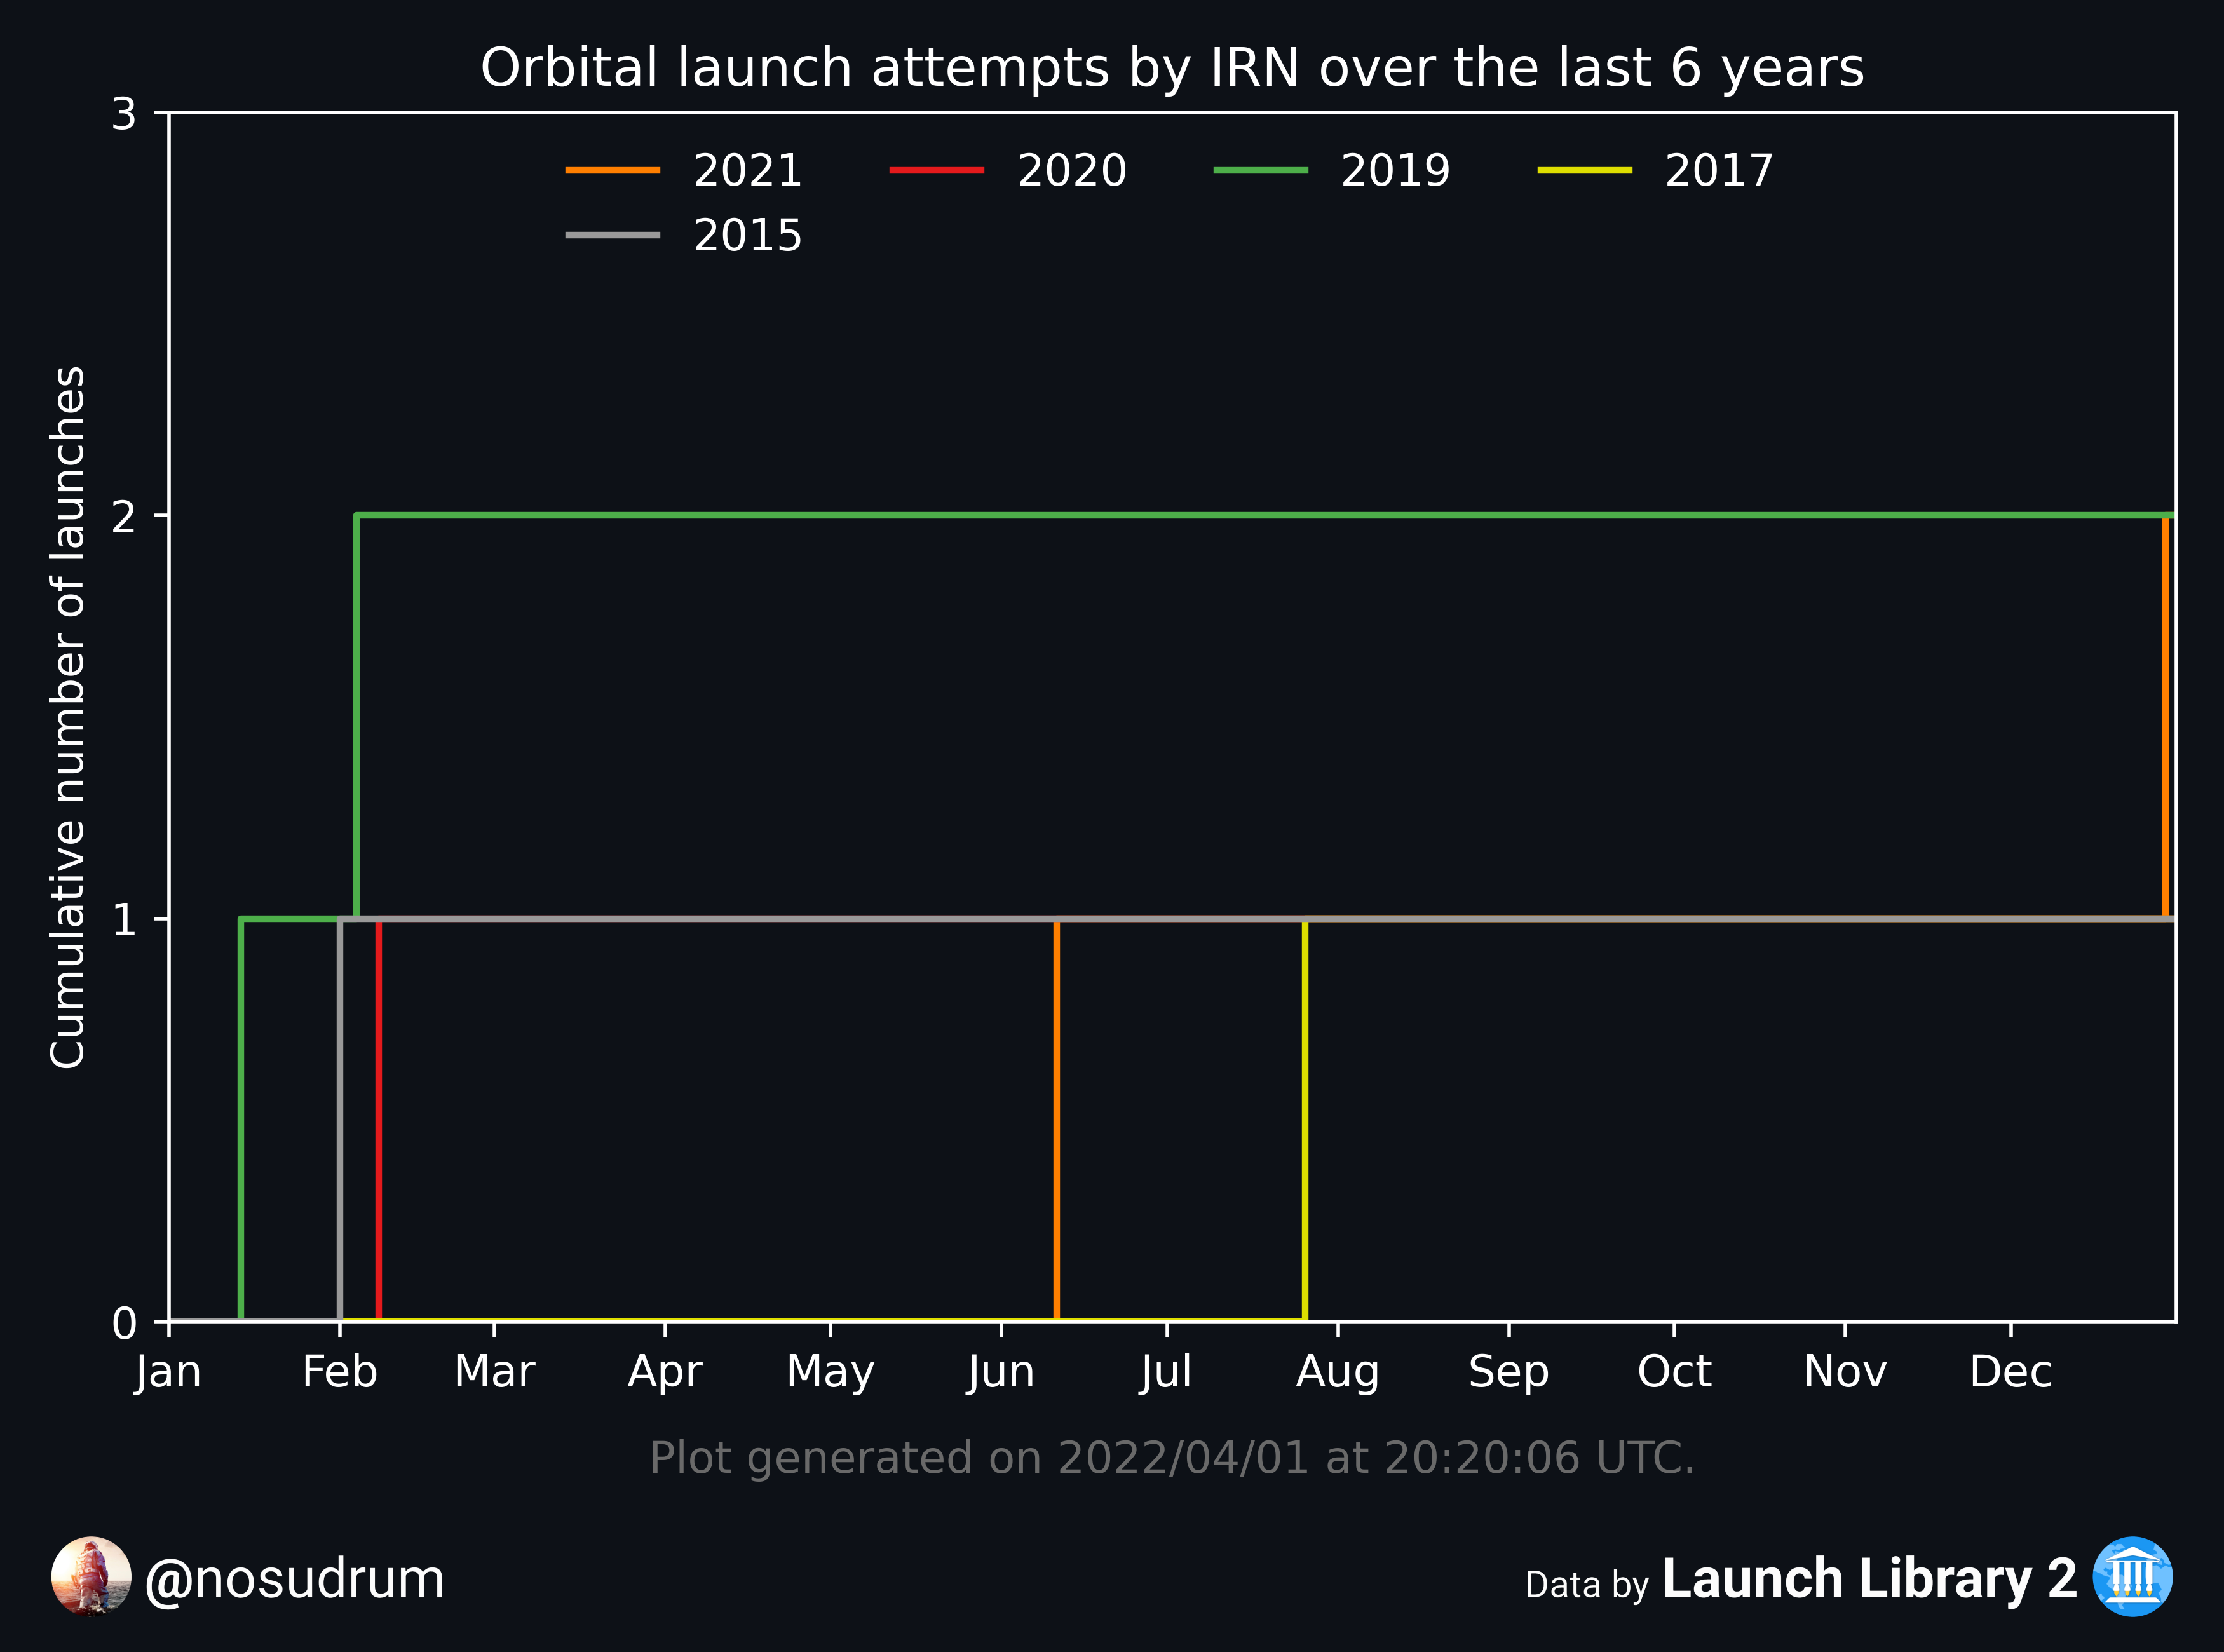 Orbital launch attempts by IRN over the last 6 years
3
2021 2020 2019 2017
2015
2
Cumulative number of launches
1
0
Jan Feb Mar Apr May Jun Jul Aug Sep Oct Nov Dec
Plot generated on 2022/04/01 at 20:20:06 UTC.
@nosudrum
Data by Launch Library 2